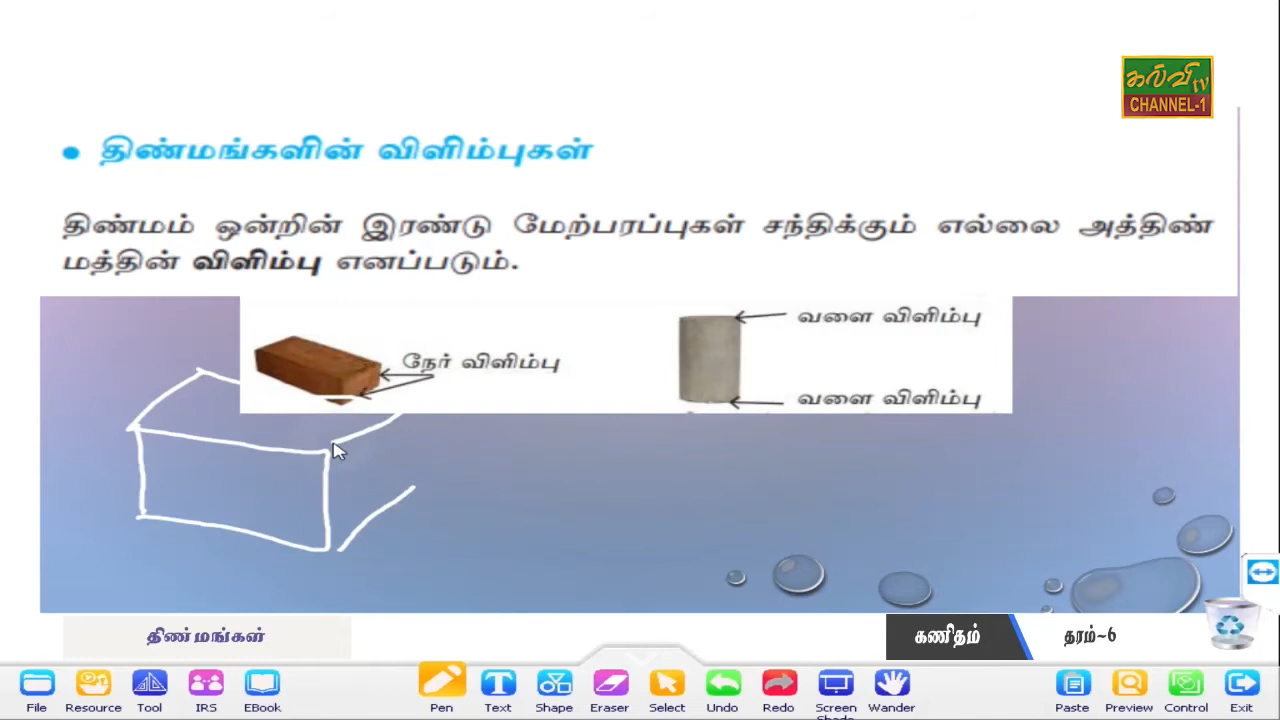 கல்வி tv
CHANNEL-1
• திண்மங்களின் விளிம்புகள்
திண்மம் ஒன்றின் இரண்டு மேற்பரப்புகள் சந்திக்கும் எல்லை அத்திண்
மத்தின் விளிம்பு எனப்படும்.
நேர் விளிம்பு
வளை விளிம்பு
வளை விளிம்பு
திண்மங்கள்
கணிதம்
தரம்-6
File Resource Tool IRS EBook Pen Text Shape Eraser Select Undo Redo Screen Wander Paste Preview Control Exit
Shade